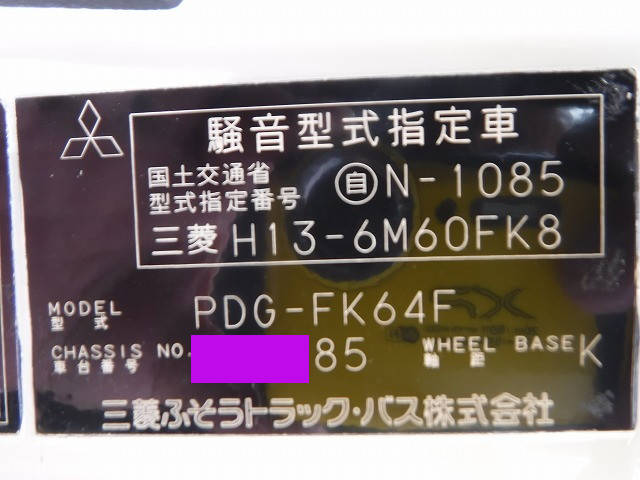 騒音型式指定車
国土交通省
型式指定番号
自N-1085
三菱 H13-6M60FK8
MODEL
型式
PDG-FK64F
CHASSIS NO.
車台番号
85
WHEEL BASE
軸距
K
三菱ふそうトラック・バス株式会社